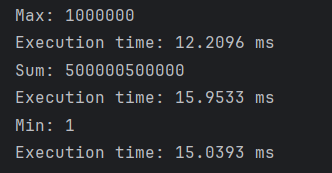 Max: 1000000
Execution time: 12.2096 ms
Sum: 500000500000
Execution time: 15.9533 ms
Min: 1
Execution time: 15.0393 ms